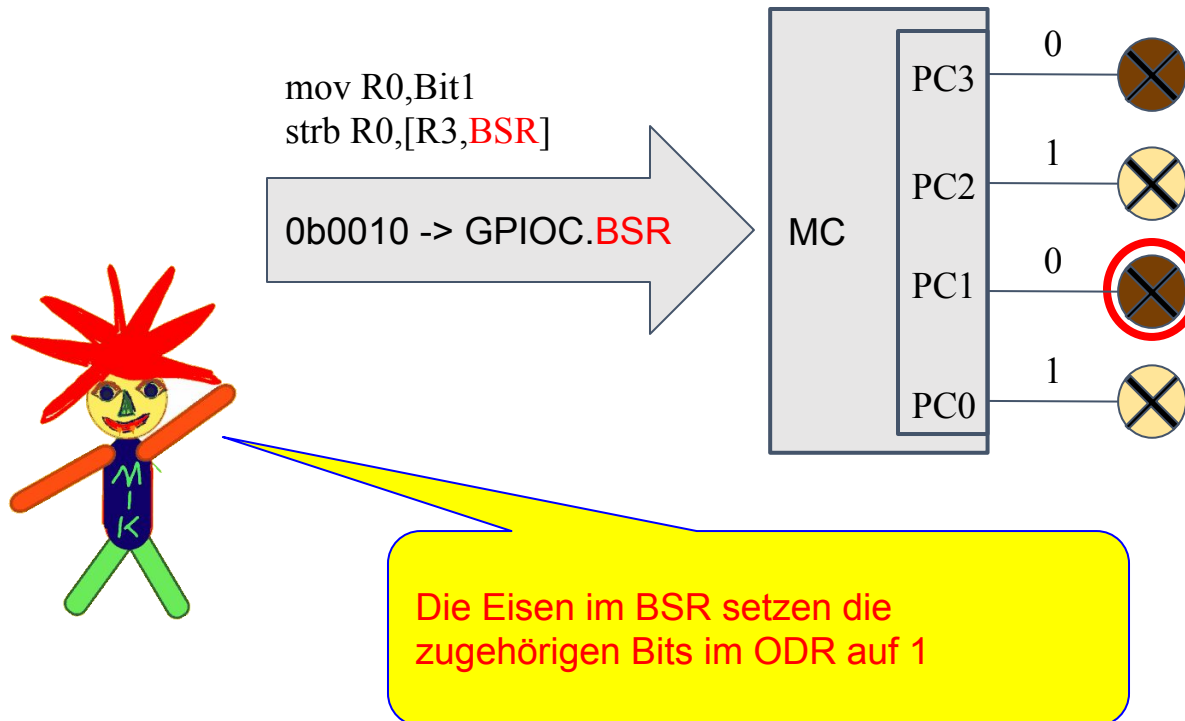 mov R0,Bit1
strb R0,[R3,BSR]
0b0010 -> GPIOC.BSR
MC
PC3
0
PC2
1
PC1
0
PC0
1
MIK
Die Eisen im BSR setzen die
zugehörigen Bits im ODR auf 1